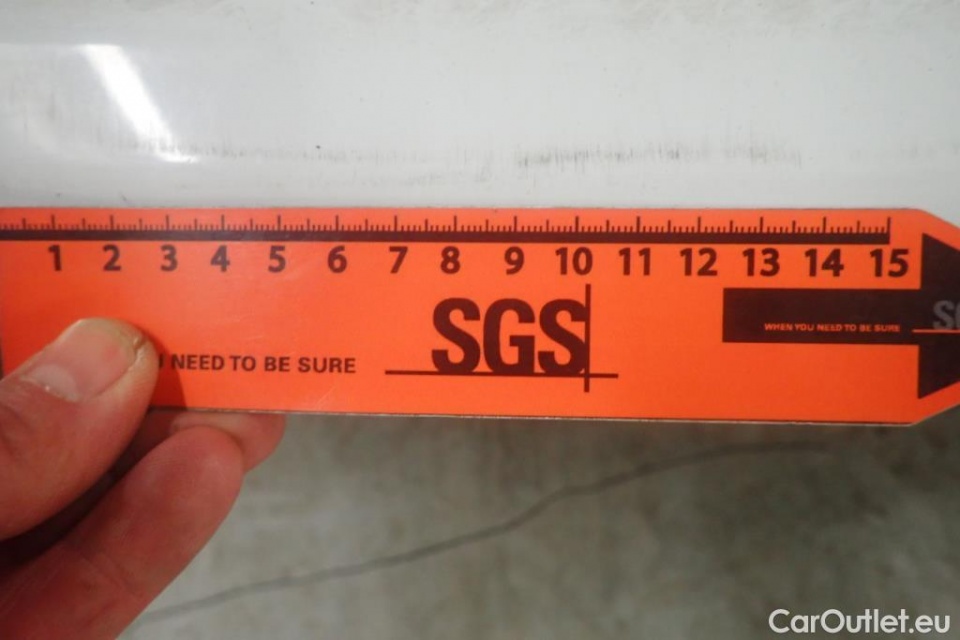 1 2 3 4 5 6 7 8 9 10 11 12 13 14 15
SGS
WHEN YOU NEED TO BE SURE
NEED TO BE SURE
CarOutlet.eu